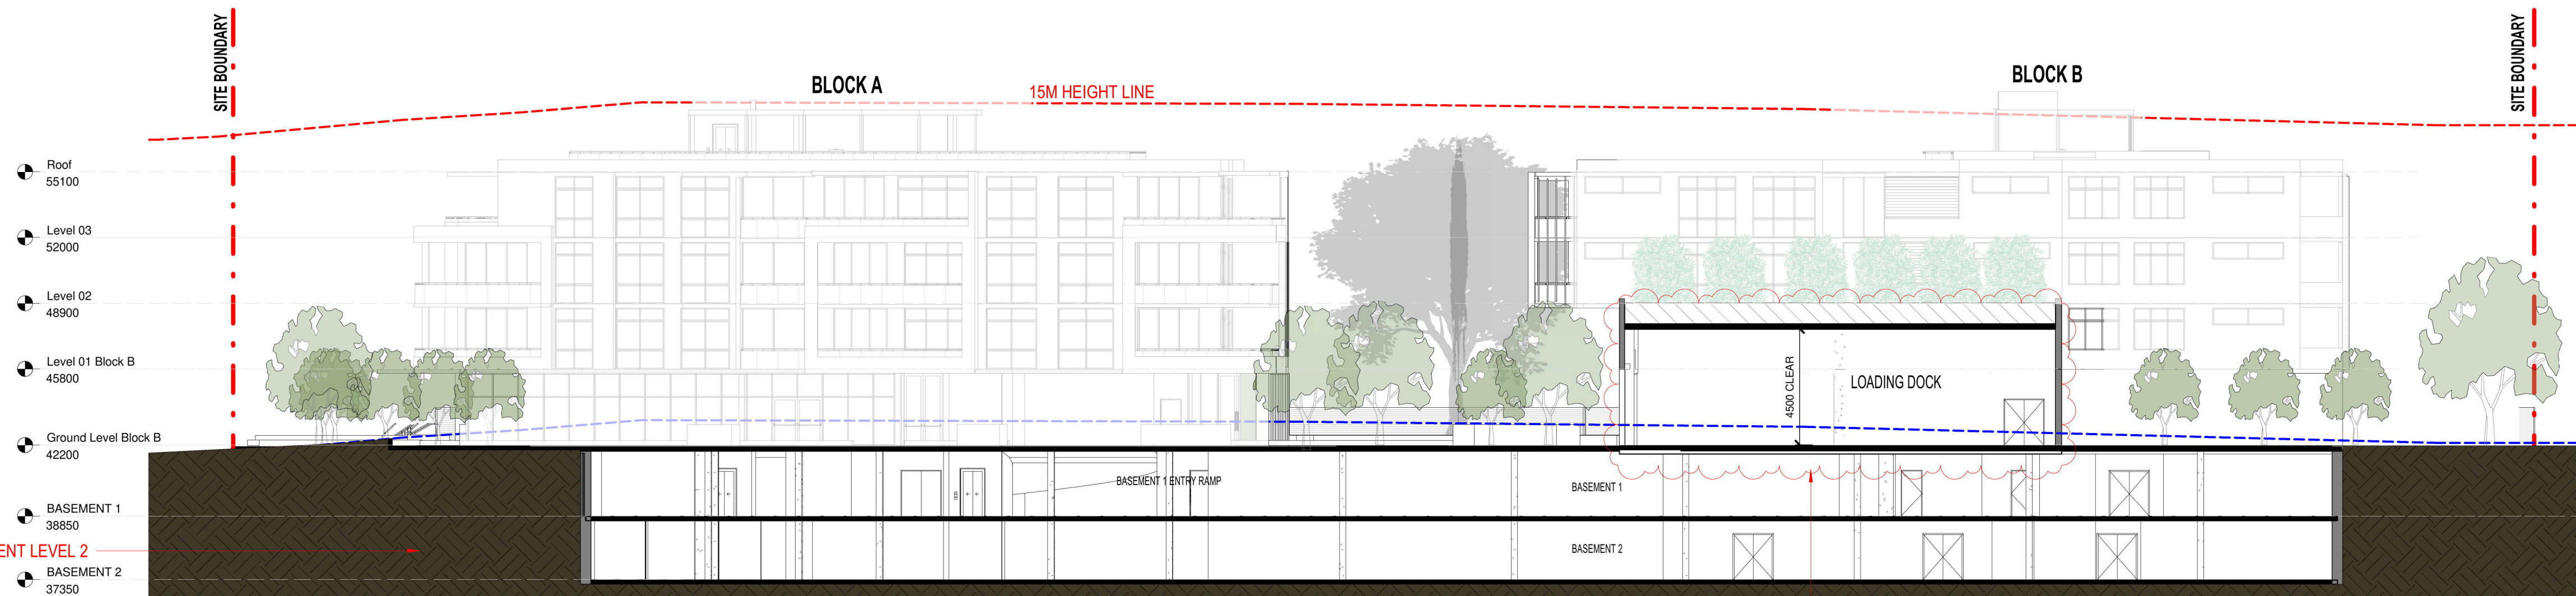 SITE BOUNDARY
BLOCK A
15M HEIGHT LINE
BLOCK B
SITE BOUNDARY
Roof
55100
Level 03
52000
Level 02
48900
Level 01 Block B
45800
4500 CLEAR
LOADING DOCK
Ground Level Block B
42200
BASEMENT 1 ENTRY RAMP
BASEMENT 1
BASEMENT 1
38850
ENT LEVEL 2
BASEMENT 2
BASEMENT 2
37350